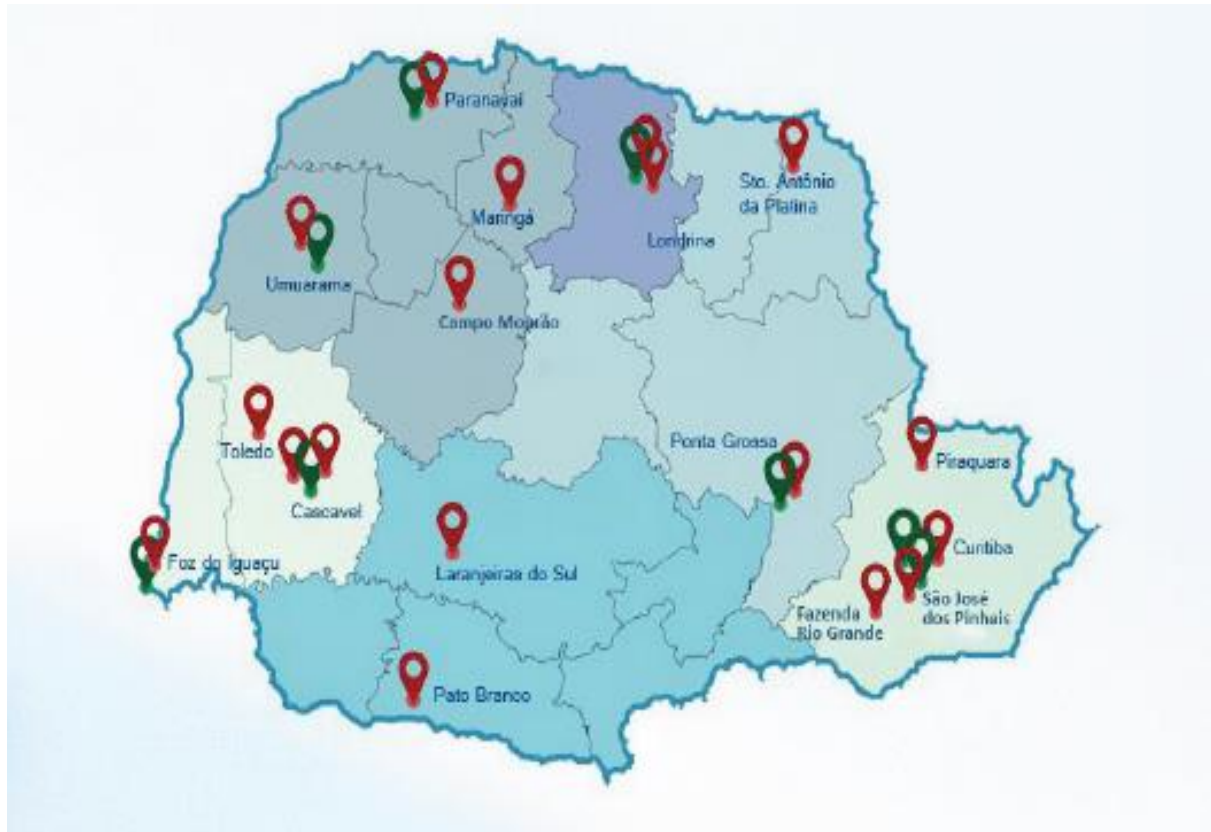 Paranavaí
Sto. Antônio
da Platina
Maringá
Londrina
Umuarama
Campo Mourão
Ponta Grossa
Toledo
Piraquara
Cascavel
Curitiba
Foz do Iguaçu
Laranjeiras do Sul
São José
dos Pinhais
Fazenda
Rio Grande
Pato Branco